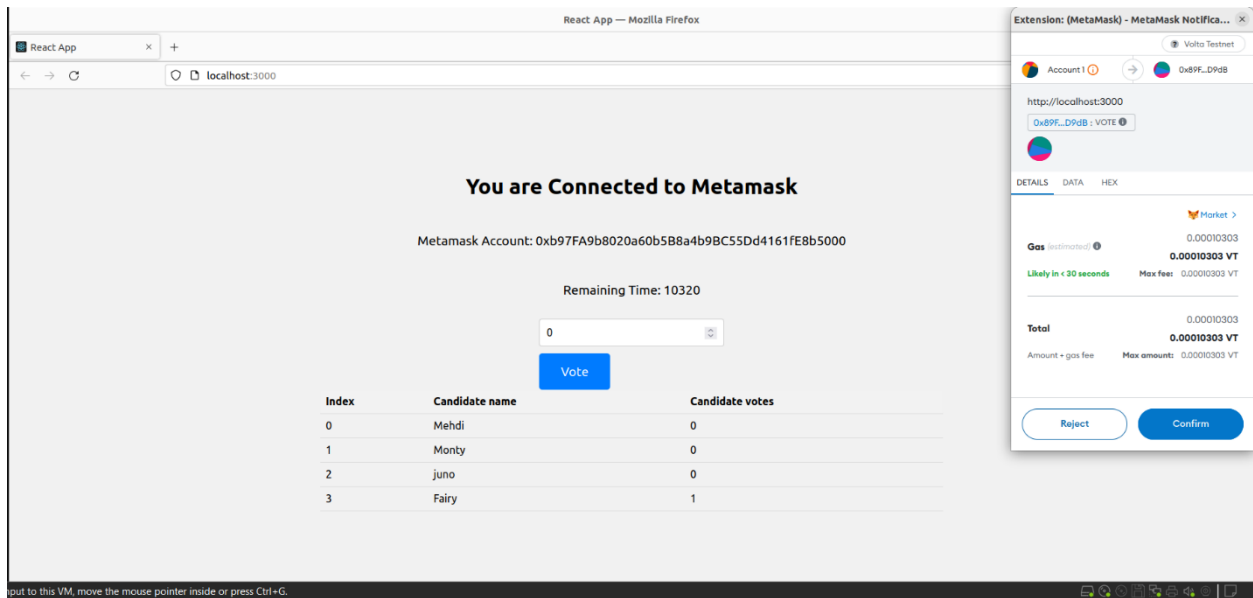 React App — Mozilla Firefox
React App
localhost:3000
You are Connected to Metamask
Metamask Account: 0xb97FA9b8020a60b5B8a4b9BC55Dd4161fE8b5000
Remaining Time: 10320
0
Vote
Index Candidate name Candidate votes
0 Mehdi 0
1 Monty 0
2 juno 0
3 Fairy 1
Extension: (MetaMask) - MetaMask Notifica...
Volta Testnet
Account 1 0x89F...D9dB
http://localhost:3000
0x89F...D9dB : VOTE
DETAILS DATA HEX
Market >
0.00010303
Gas (estimated) 0.00010303 VT
Likely in < 30 seconds Max fee: 0.00010303 VT
0.00010303
Total 0.00010303 VT
Amount + gas fee Max amount: 0.00010303 VT
Reject Confirm
nput to this VM, move the mouse pointer inside or press Ctrl+G.